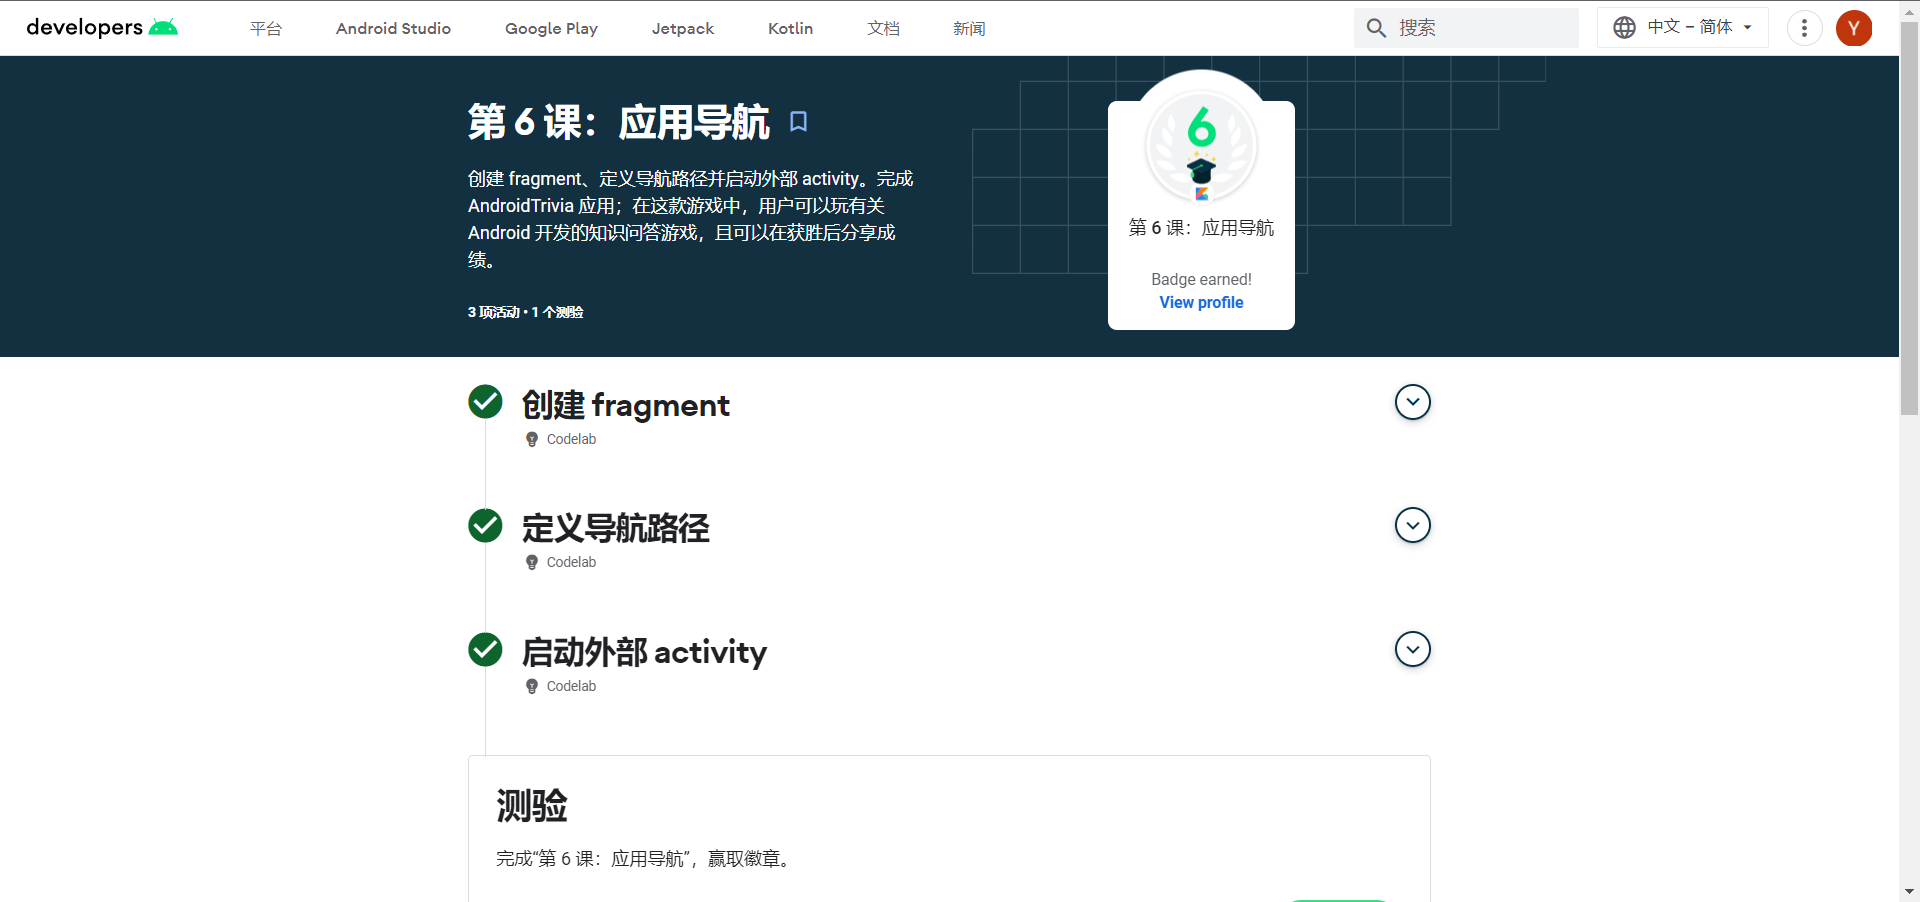 developers
平台
Android Studio
Google Play
Jetpack
Kotlin
文档
新闻
搜索
中文 – 简体
Y
第 6 课：应用导航
创建 fragment、定义导航路径并启动外部 activity。完成
AndroidTrivia 应用；在这款游戏中，用户可以玩有关
Android 开发的知识问答游戏，且可以在获胜后分享成
绩。
3 项活动 • 1 个测验
6
第 6 课：应用导航
Badge earned!
View profile
创建 fragment
Codelab
定义导航路径
Codelab
启动外部 activity
Codelab
测验
完成“第 6 课：应用导航”，赢取徽章。